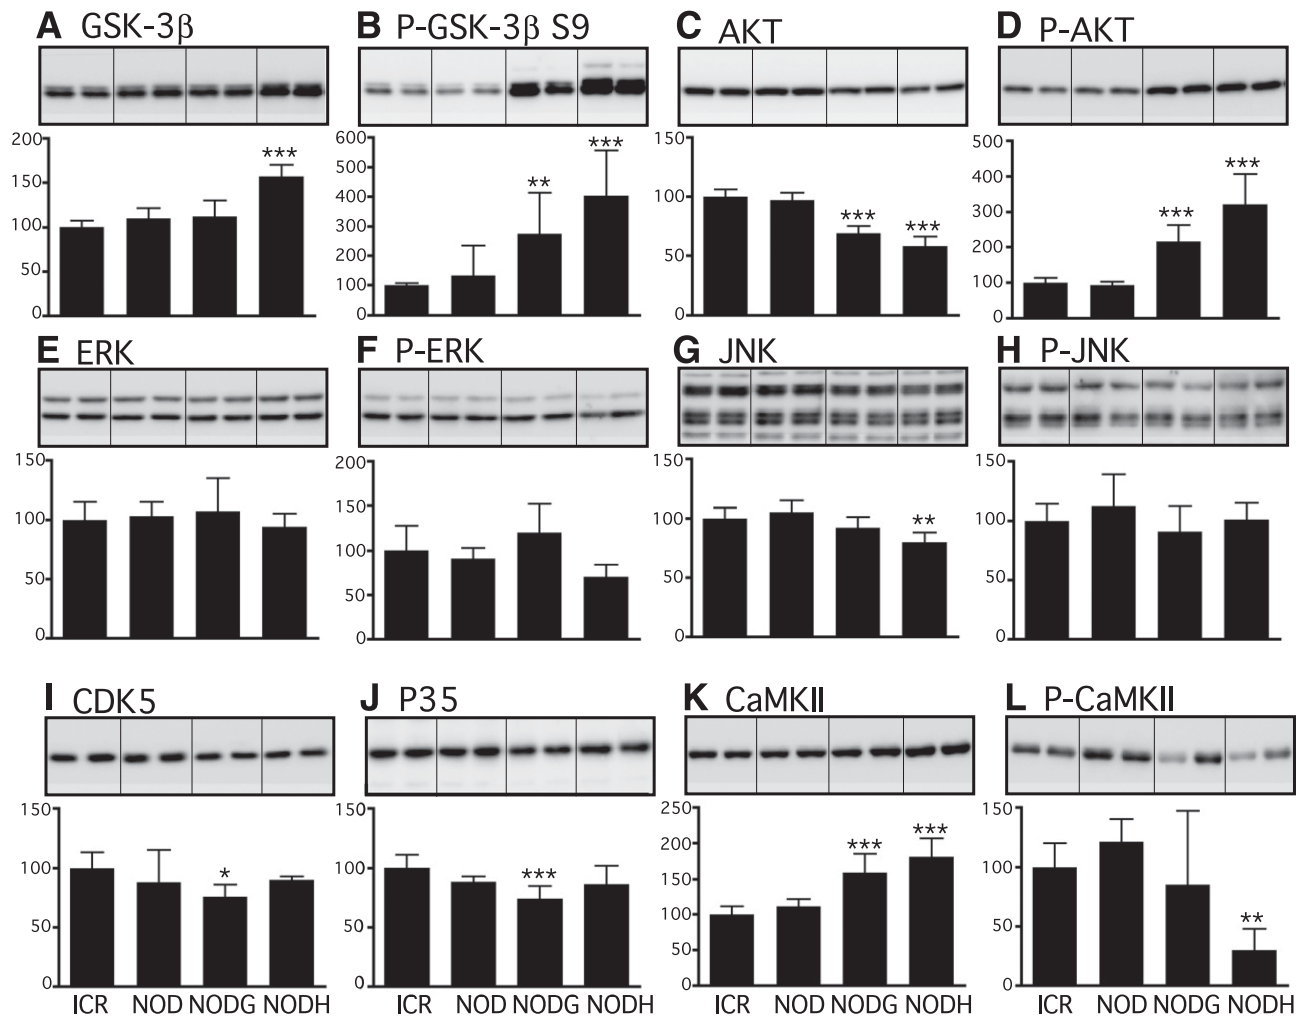 A GSK-3β B P-GSK-3β S9 C AKT D P-AKT
200 600 150 500
*** *** ***
500 400
150 ** ***
400 100 *** *** 300
100 300
200 50 200
50 100 100
0 0 0 0
E ERK F P-ERK G JNK H P-JNK
150 200 150 150
150 **
100 100 100 100
50 50 50 50
0 0 0 0
I CDK5 J P35 K CaMKII L P-CaMKII
150 150 250 150
*** ***
200
100 * 100 *** 150 100
100 **
50 50 50 50
0 0 0 0
ICR NOD NODG NODH ICR NOD NODG NODH ICR NOD NODG NODH ICR NOD NODG NODH